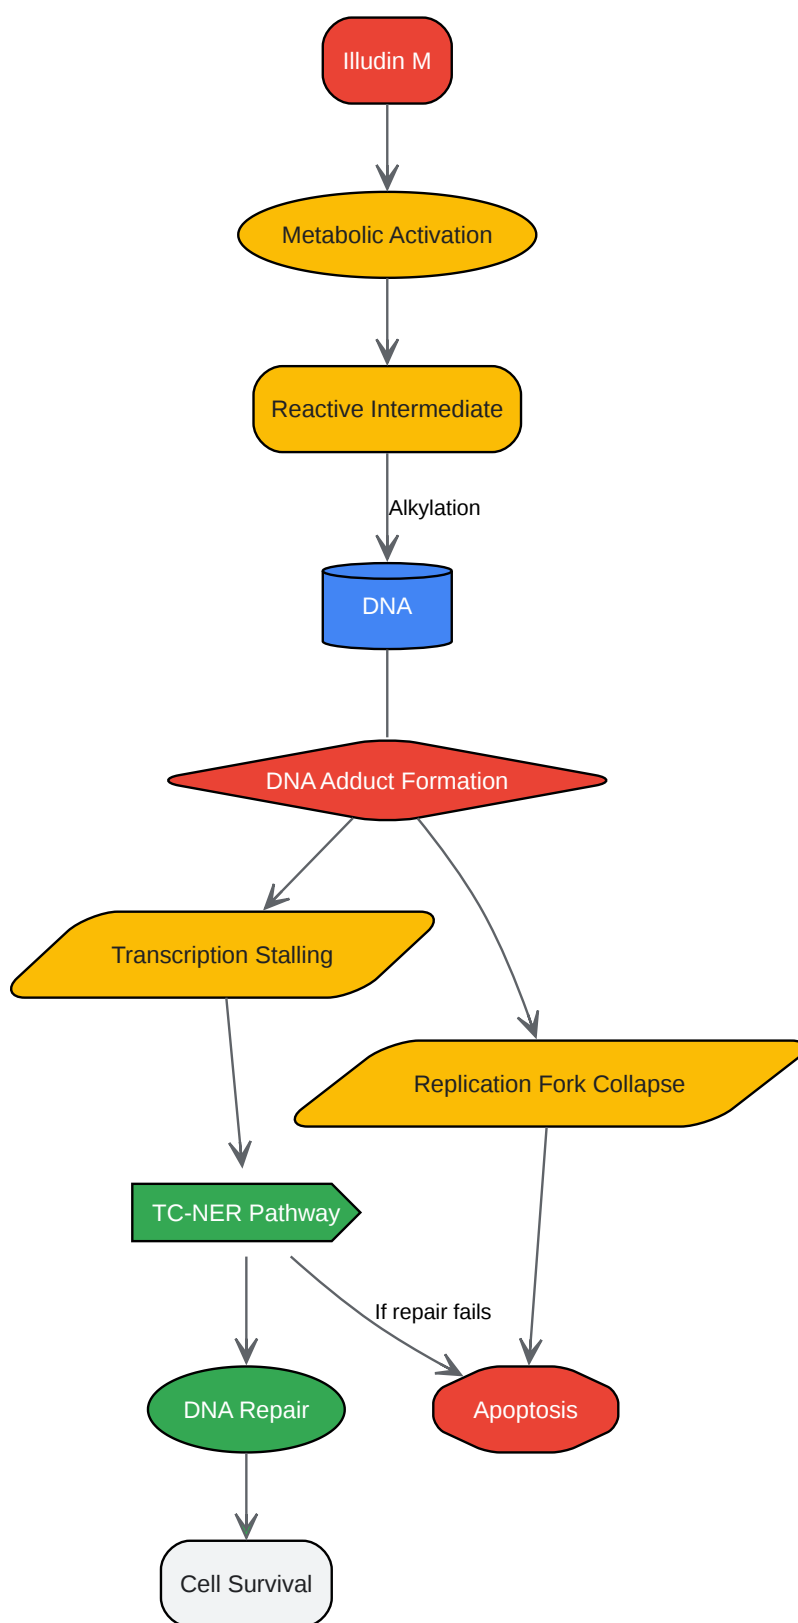 Illudin M
Metabolic Activation
Reactive Intermediate
Alkylation
DNA
DNA Adduct Formation
Transcription Stalling
Replication Fork Collapse
TC-NER Pathway
If repair fails
DNA Repair
Apoptosis
Cell Survival